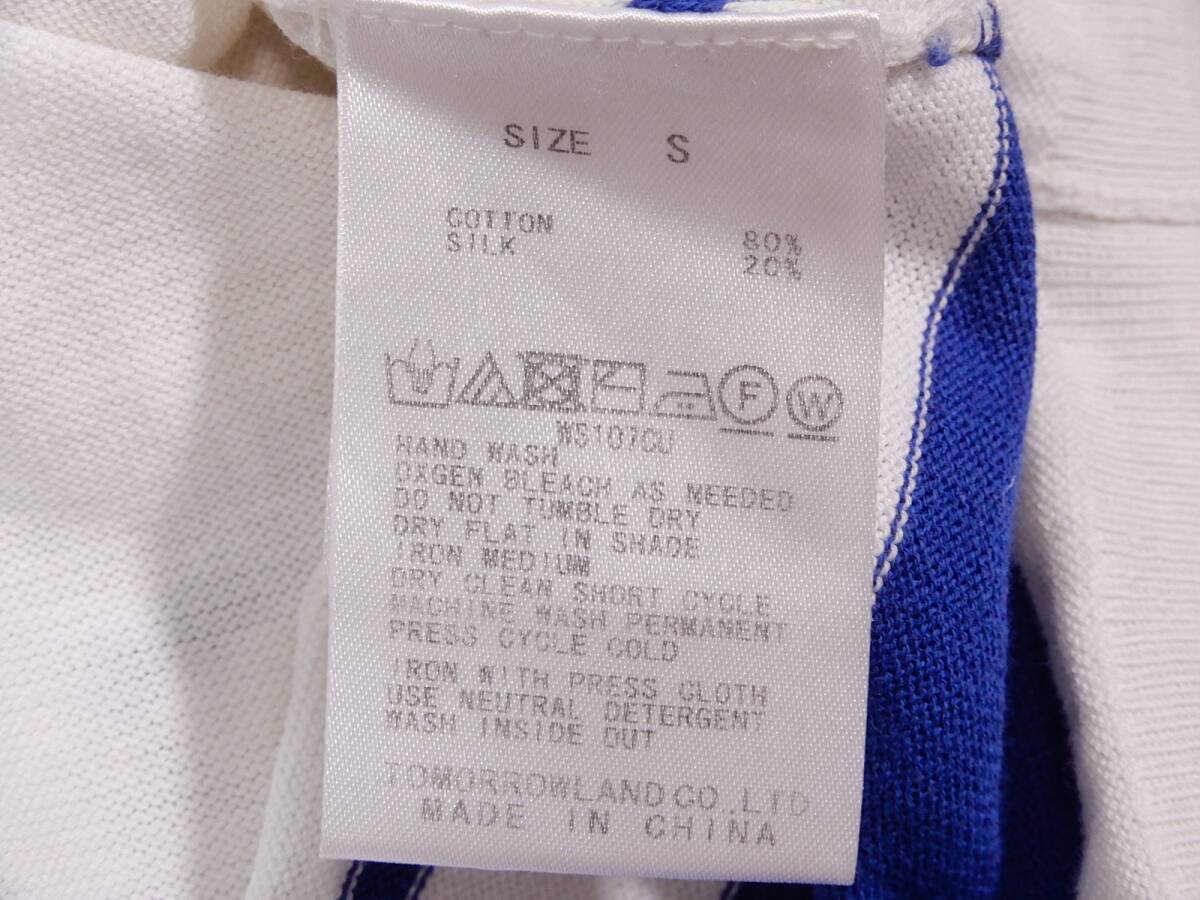 SIZE S
COTTON 80%
SILK 20%
F W
WS107CU
HAND WASH
OXGEN BLEACH AS NEEDED
DO NOT TUMBLE DRY
DRY FLAT IN SHADE
IRON MEDIUM
DRY CLEAN SHORT CYCLE
MACHINE WASH PERMANENT
PRESS CYCLE COLD
IRON WITH PRESS CLOTH
USE NEUTRAL DETERGENT
WASH INSIDE OUT
TOMORROWLAND CO.,LTD
MADE IN CHINA